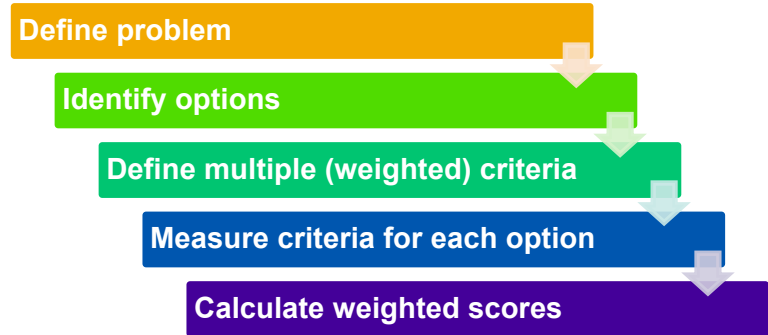 Define problem
Identify options
Define multiple (weighted) criteria
Measure criteria for each option
Calculate weighted scores